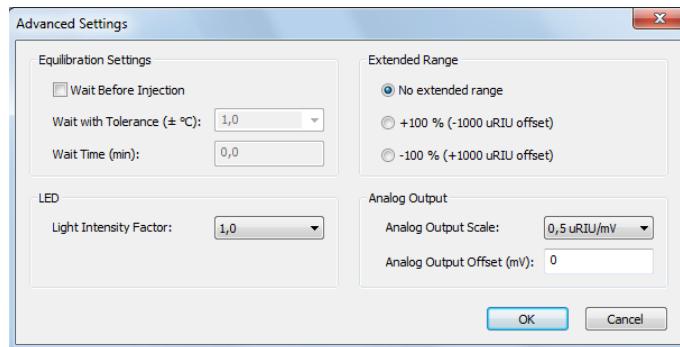 Advanced Settings
Equilibration Settings
Wait Before Injection
Wait with Tolerance (± ºC): 1,0
Wait Time (min): 0,0
Extended Range
No extended range
+100 % (-1000 uRIU offset)
-100 % (+1000 uRIU offset)
LED
Light Intensity Factor: 1,0
Analog Output
Analog Output Scale: 0,5 uRIU/mV
Analog Output Offset (mV): 0
OK Cancel